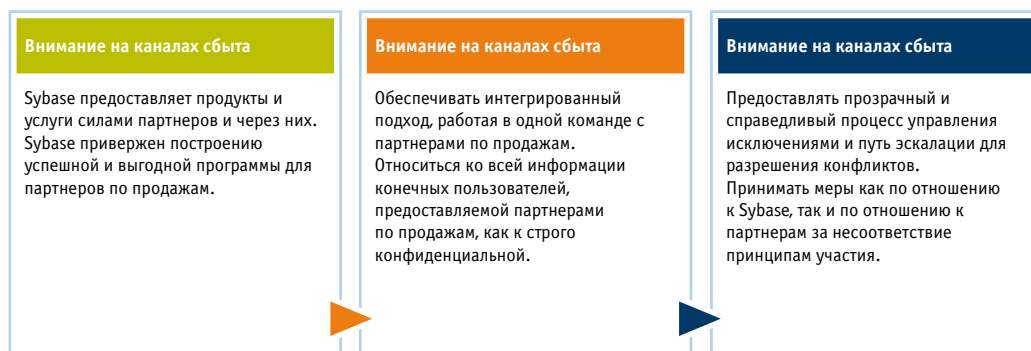 Внимание на каналах сбыта
Sybase предоставляет продукты и
услуги силами партнеров и через них.
Sybase привержен построению
успешной и выгодной программы для
партнеров по продажам.
Внимание на каналах сбыта
Обеспечивать интегрированный
подход, работая в одной команде с
партнерами по продажам.
Относиться ко всей информации
конечных пользователей,
предоставляемой партнерами
по продажам, как к строго
конфиденциальной.
Внимание на каналах сбыта
Предоставлять прозрачный и
справедливый процесс управления
исключениями и путь эскалации для
разрешения конфликтов.
Принимать меры как по отношению
к Sybase, так и по отношению к
партнерам за несоответствие
принципам участия.